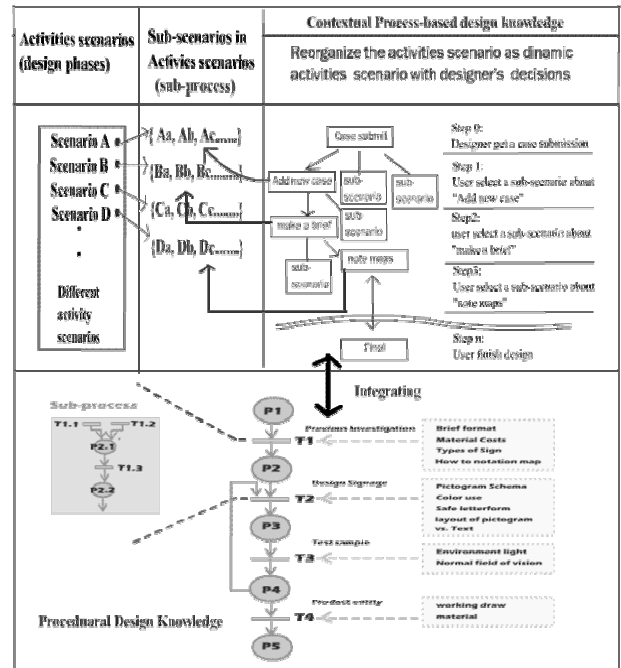 Activities scenarios
(design phases)
Sub-scenarios in
Activies scenarios
(sub-process)
Contextual Process-based design knowledge
Reorganize the activities scenario as dinamic
activities scenario with designer's decisions
Scenario A
Scenario B
Scenario C
Scenario D
.
.
Different
activity
scenarios
{Aa, Ab, Ac.......}
{Ba, Bb, Bc.......}
{Ca, Cb, Cc.......}
{Da, Db, Dc.......}
Case submit
Add new case
sub-
scenario
sub-
scenario
make a brief
sub-
scenario
sub-
scenario
note maps
Final
Step 0:
Designer get a case submission
Step 1:
User select a sub-scenario about
"Add new case"
Step2:
user select a sub-scenario about
"make a brief"
Step3:
User select a sub-scenario about
"note maps"
Step n:
User finish design
Integrating
Sub-process
T1.1
T1.2
P2.1
T1.3
P2.2
P1
Previous Investigation
T1
P2
Design Signage
T2
P3
Test sample
T3
P4
Product entity
T4
P5
Brief format
Material Costs
Types of Sign
How to notation map
Pictogram Schema
Color use
Safe letterform
layout of pictogram
vs. Text
Environment light
Normal field of vision
working draw
material
Procednaral Design Knowledge